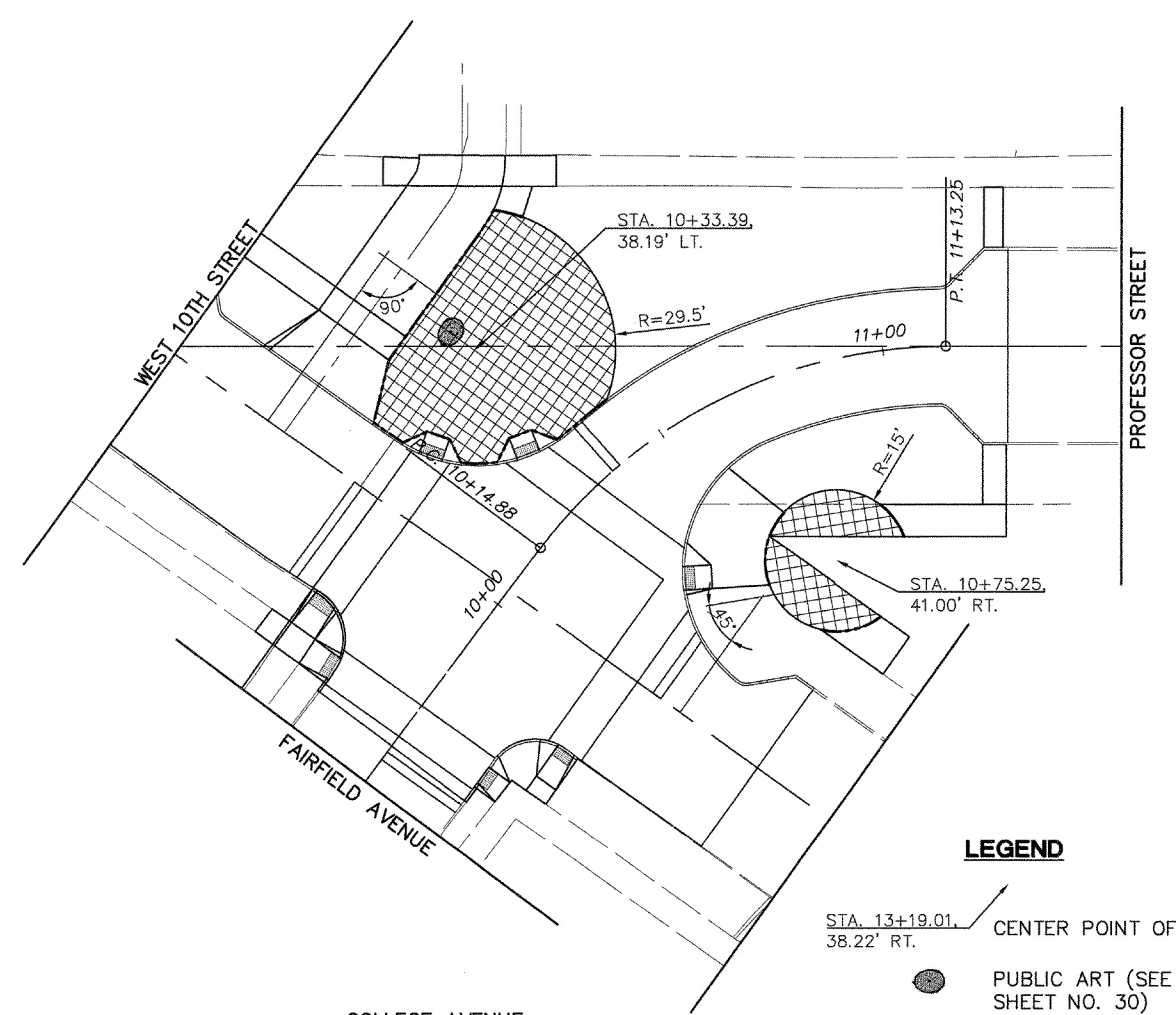 WEST 10TH STREET
STA. 10+33.39,
38.19' LT.
P.T. 11+13.25
PROFESSOR STREET
90°
R=29.5'
11+00
P.C. 10+14.88
R=15'
10+00
STA. 10+75.25,
41.00' RT.
45°
FAIRFIELD AVENUE
LEGEND
STA. 13+19.01,
38.22' RT.
CENTER POINT OF
PUBLIC ART (SEE
SHEET NO. 30)
COLLEGE AVENUE